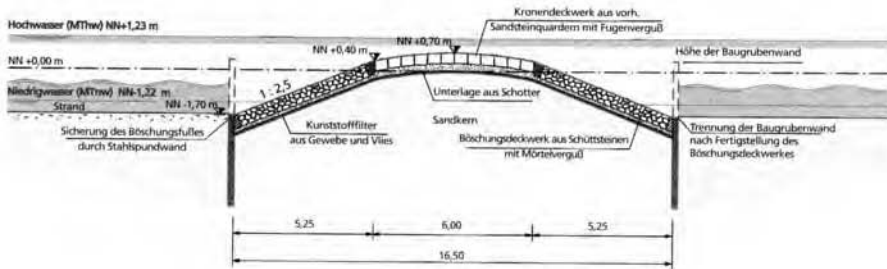 Kronendeckwerk aus vorh.
Sandsteinquardern mit Fugenverguß
Hochwasser (MThw) NN+1,23 m
NN +0,70 m
NN +0,40 m
Höhe der Baugrubenwand
NN +0,00 m
1 : 2,5
Niedrigwasser (MTnw) NN-1,22 m
NN -1,70 m
Strand
Unterlage aus Schotter
Sandkern
Sicherung des Böschungsfußes
durch Stahlspundwand
Kunststofffilter
aus Gewebe und Vlies
Böschungsdeckwerk aus Schüttsteinen
mit Mörtelverguß
Trennung der Baugrubenwand
nach Fertigstellung des
Böschungsdeckwerkes
5,25
6,00
5,25
16,50